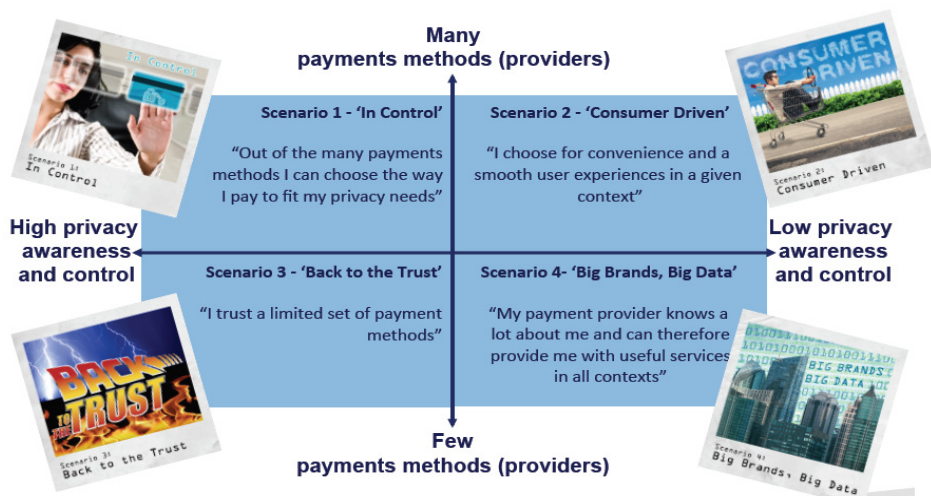 Many
payments methods (providers)
In Control
Scenario 1:
In Control
CONSUMER
DRIVEN
Scenario 2:
Consumer Driven
Scenario 1 - ‘In Control’
“Out of the many payments
methods I can choose the way
I pay to fit my privacy needs”
Scenario 2 - ‘Consumer Driven’
“I choose for convenience and a
smooth user experiences in a given
context”
High privacy
awareness
and control
Low privacy
awareness
and control
Scenario 3 - ‘Back to the Trust’
“I trust a limited set of payment
methods”
Scenario 4- ‘Big Brands, Big Data’
“My payment provider knows a
lot about me and can therefore
provide me with useful services
in all contexts”
BACK
TO THE
TRUST
Scenario 3:
Back to the Trust
BIG BRANDS
BIG DATA
Scenario 4:
Big Brands, Big Data
Few
payments methods (providers)